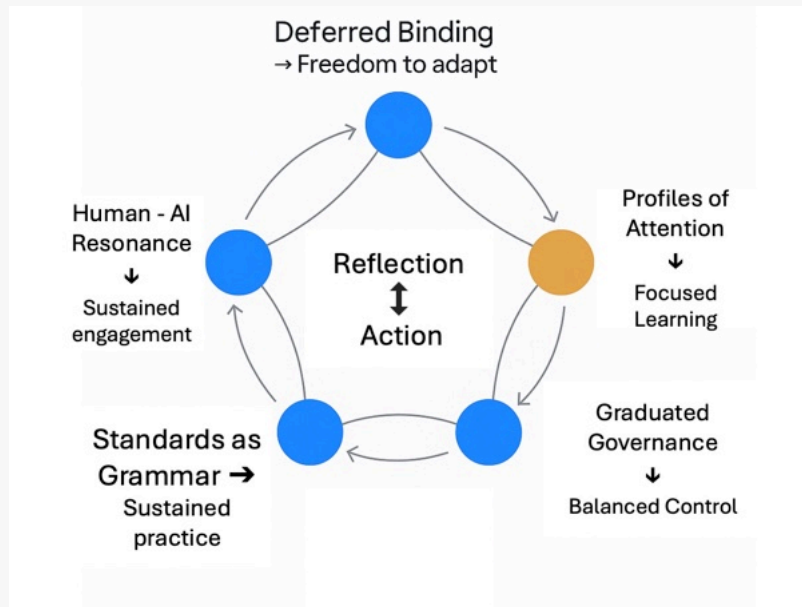 Deferred Binding
→ Freedom to adapt
Human - AI
Resonance
↓
Sustained
engagement
Profiles of
Attention
↓
Focused
Learning
Reflection
↕
Action
Standards as
Grammar ➔
Sustained
practice
Graduated
Governance
↓
Balanced Control